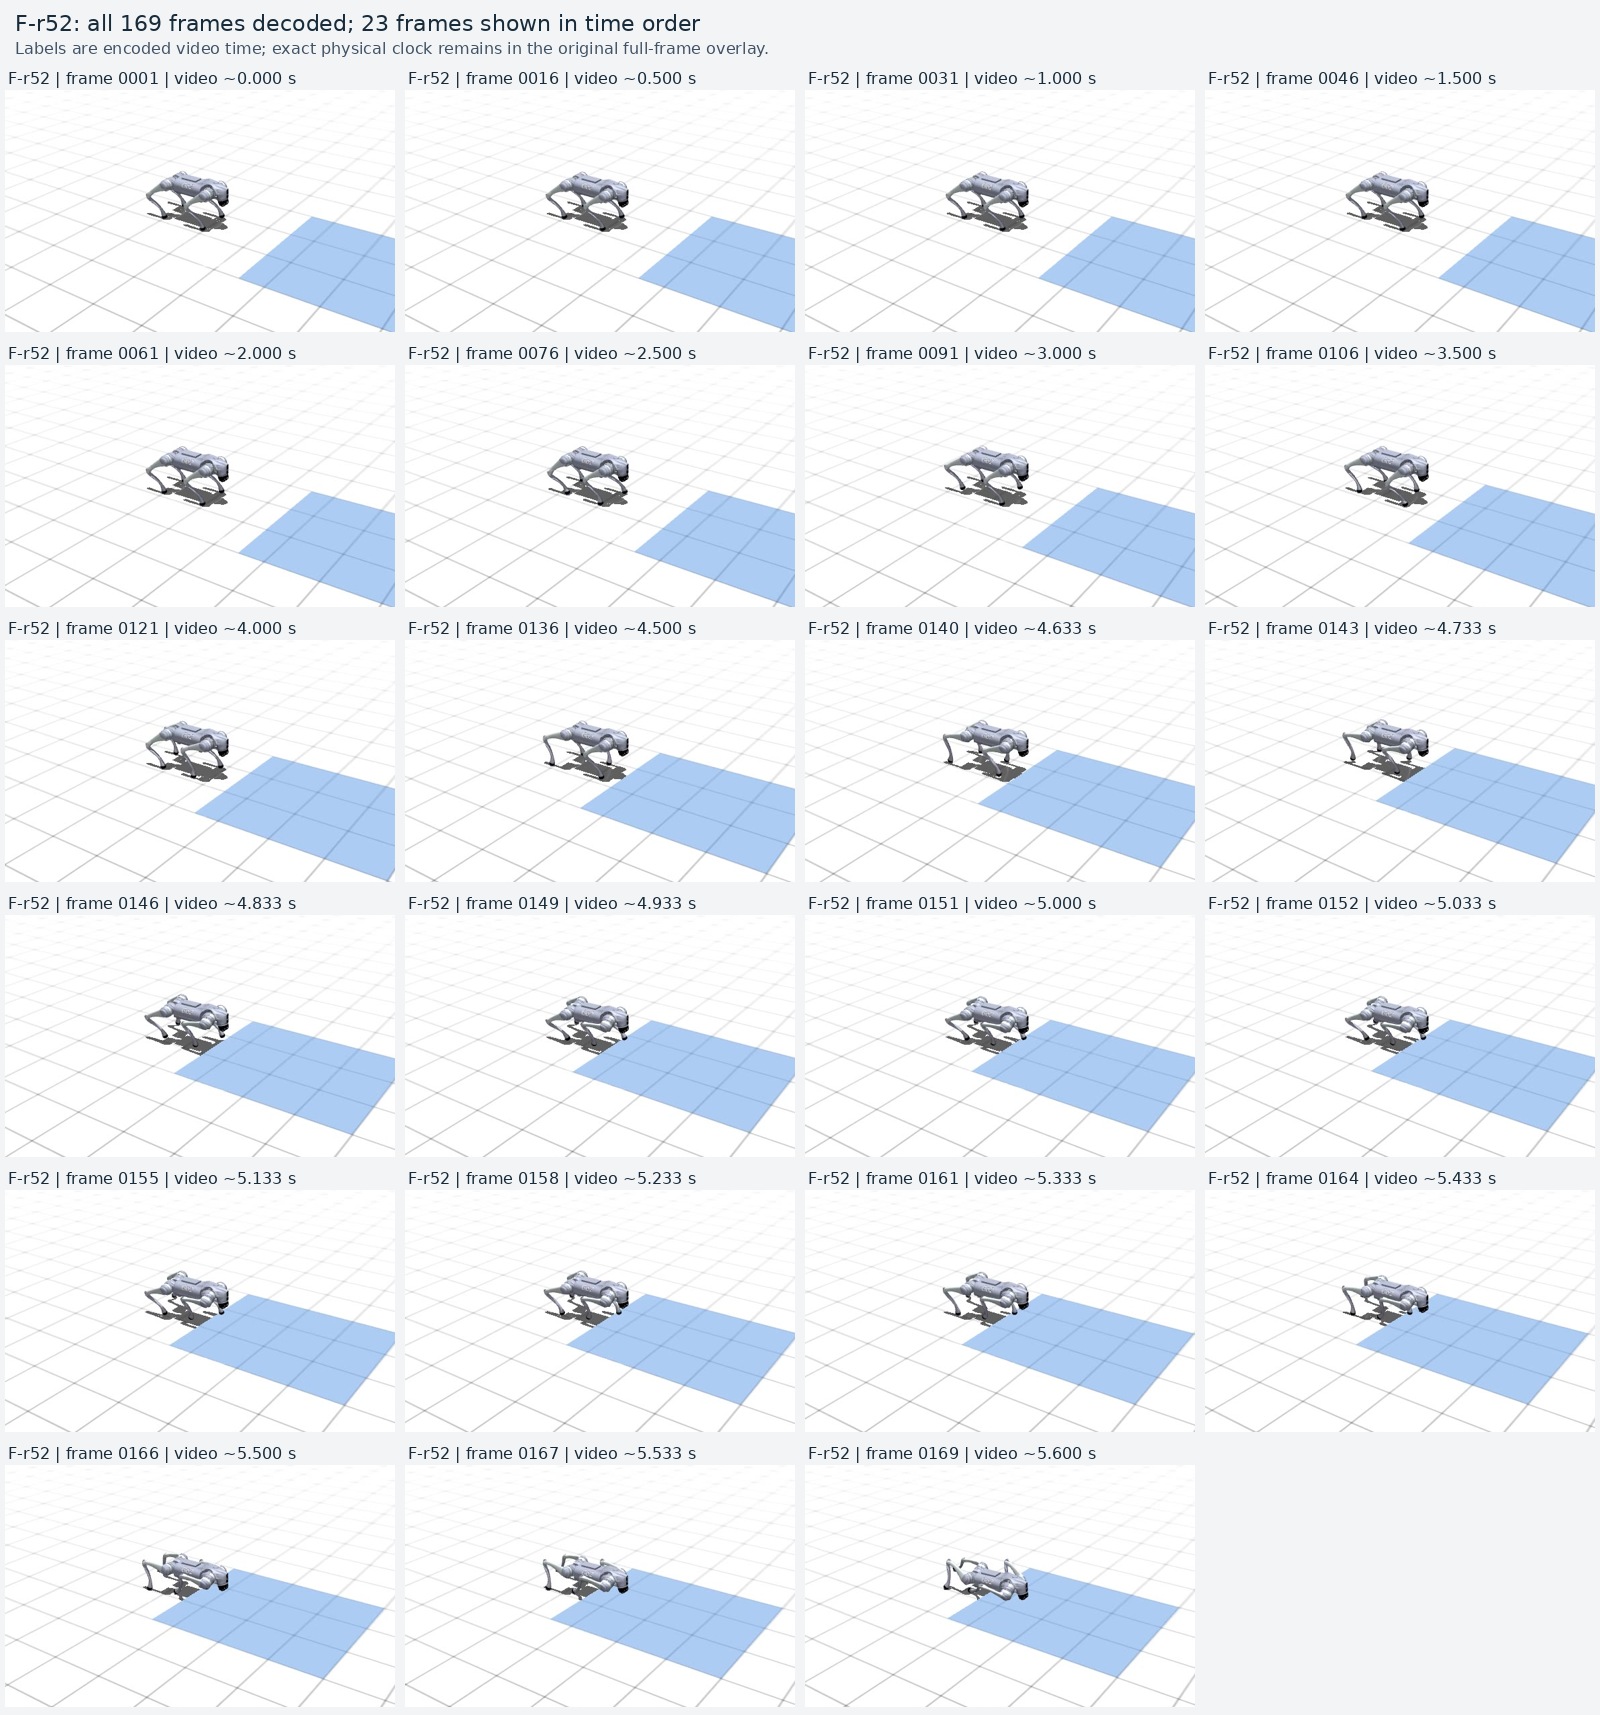 F-r52: all 169 frames decoded; 23 frames shown in time order
Labels are encoded video time; exact physical clock remains in the original full-frame overlay.
F-r52 | frame 0001 | video ~0.000 s
F-r52 | frame 0016 | video ~0.500 s
F-r52 | frame 0031 | video ~1.000 s
F-r52 | frame 0046 | video ~1.500 s
F-r52 | frame 0061 | video ~2.000 s
F-r52 | frame 0076 | video ~2.500 s
F-r52 | frame 0091 | video ~3.000 s
F-r52 | frame 0106 | video ~3.500 s
F-r52 | frame 0121 | video ~4.000 s
F-r52 | frame 0136 | video ~4.500 s
F-r52 | frame 0140 | video ~4.633 s
F-r52 | frame 0143 | video ~4.733 s
F-r52 | frame 0146 | video ~4.833 s
F-r52 | frame 0149 | video ~4.933 s
F-r52 | frame 0151 | video ~5.000 s
F-r52 | frame 0152 | video ~5.033 s
F-r52 | frame 0155 | video ~5.133 s
F-r52 | frame 0158 | video ~5.233 s
F-r52 | frame 0161 | video ~5.333 s
F-r52 | frame 0164 | video ~5.433 s
F-r52 | frame 0166 | video ~5.500 s
F-r52 | frame 0167 | video ~5.533 s
F-r52 | frame 0169 | video ~5.600 s